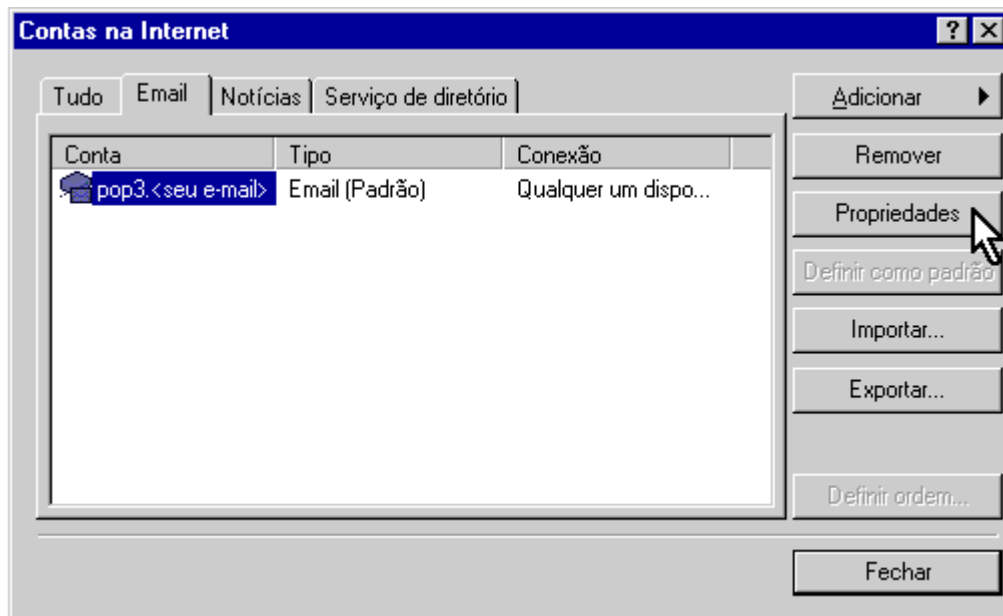 Contas na Internet
Tudo Email Notícias Serviço de diretório
Adicionar
Remover
Propriedades
Definir como padrão
Importar...
Exportar...
Definir ordem...
Fechar
Conta Tipo Conexão
pop3.<seu e-mail> Email (Padrão) Qualquer um dispo...